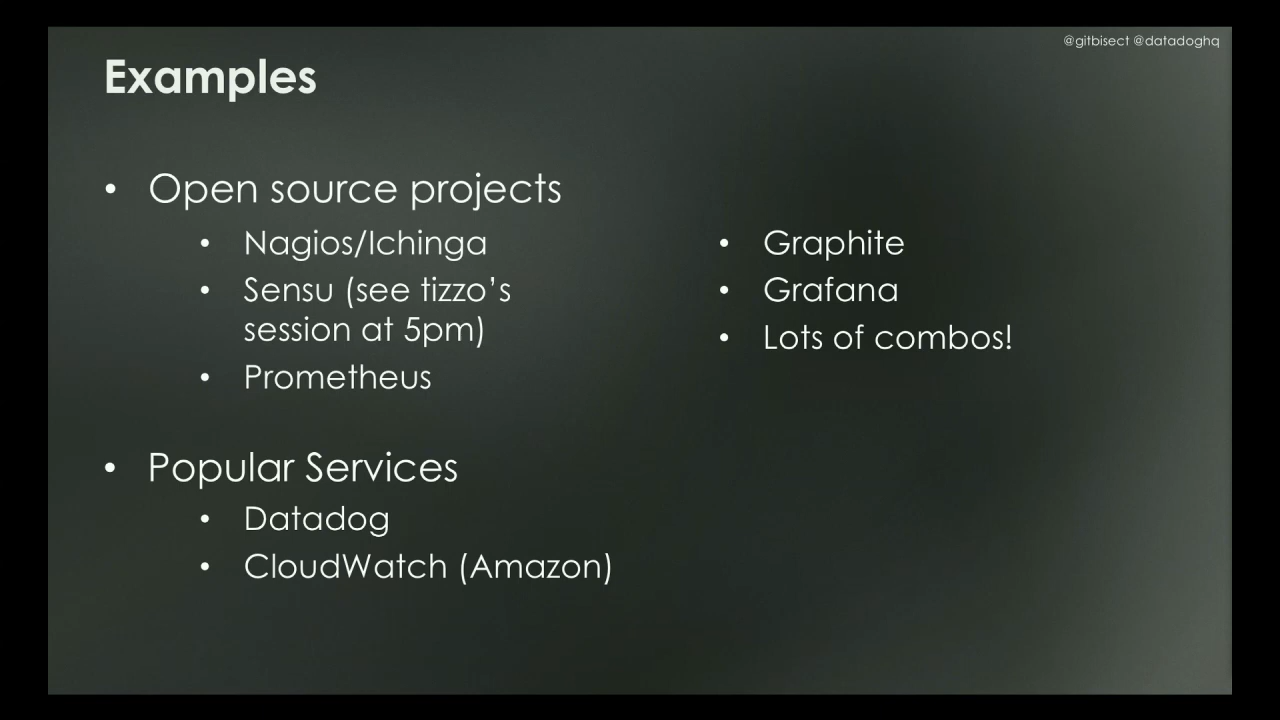 @gitbisect @datadoghq
Examples
• Open source projects
• Nagios/Ichinga
• Sensu (see tizzo’s
session at 5pm)
• Prometheus
• Graphite
• Grafana
• Lots of combos!
• Popular Services
• Datadog
• CloudWatch (Amazon)